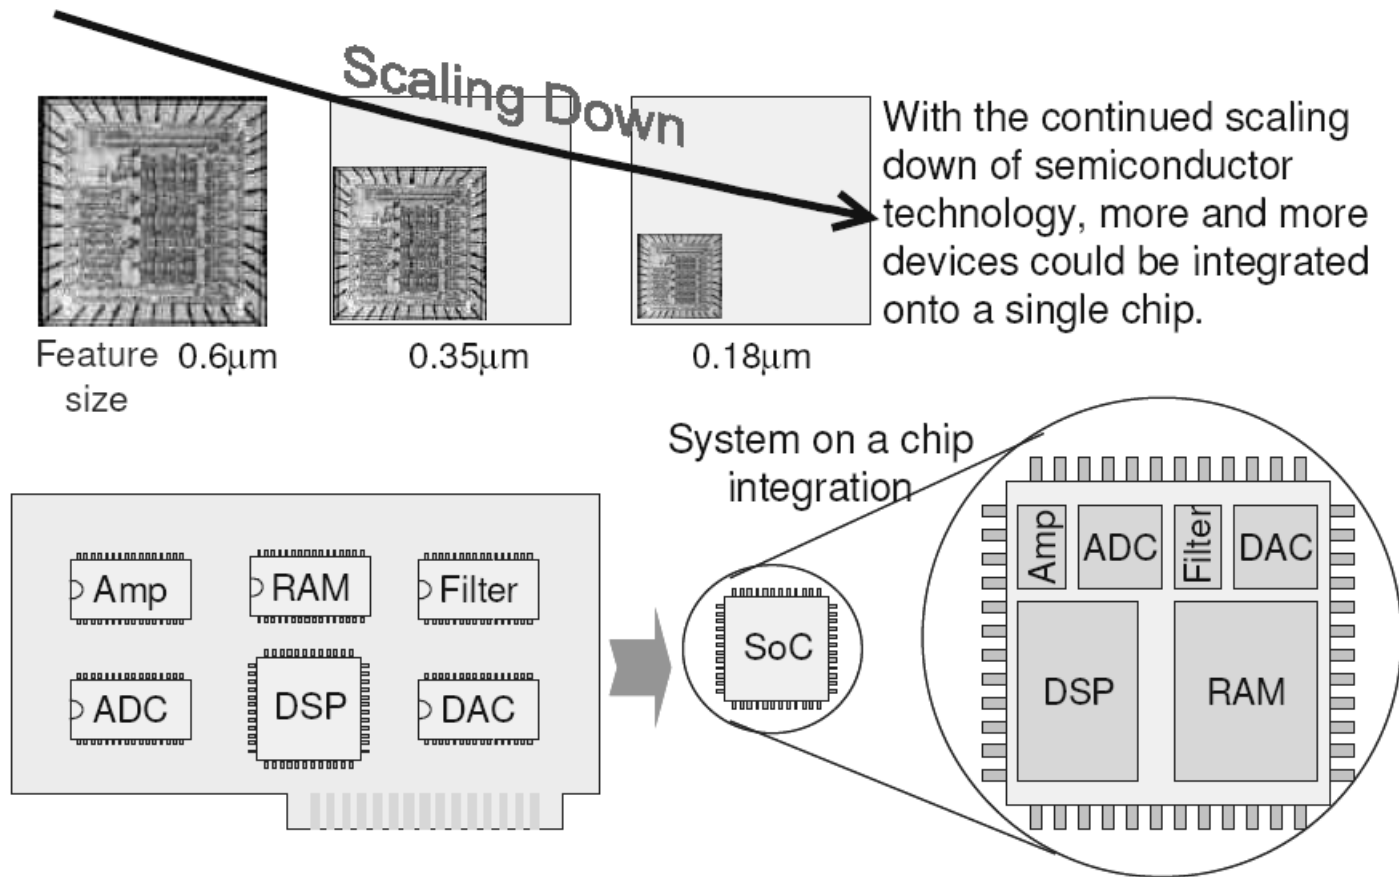 Scaling Down
With the continued scaling
down of semiconductor
technology, more and more
devices could be integrated
onto a single chip.
Feature 0.6μm
size
0.35μm
0.18μm
System on a chip
integration
Amp
RAM
Filter
ADC
DSP
DAC
SoC
Amp
ADC
Filter
DAC
DSP
RAM